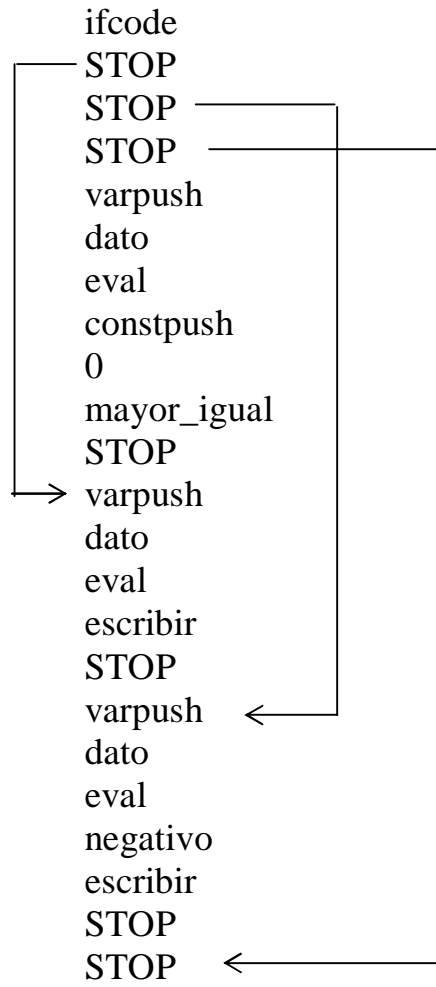 ifcode
STOP
STOP
STOP
varpush
dato
eval
constpush
0
mayor_igual
STOP
varpush
dato
eval
escribir
STOP
varpush
dato
eval
negativo
escribir
STOP
STOP